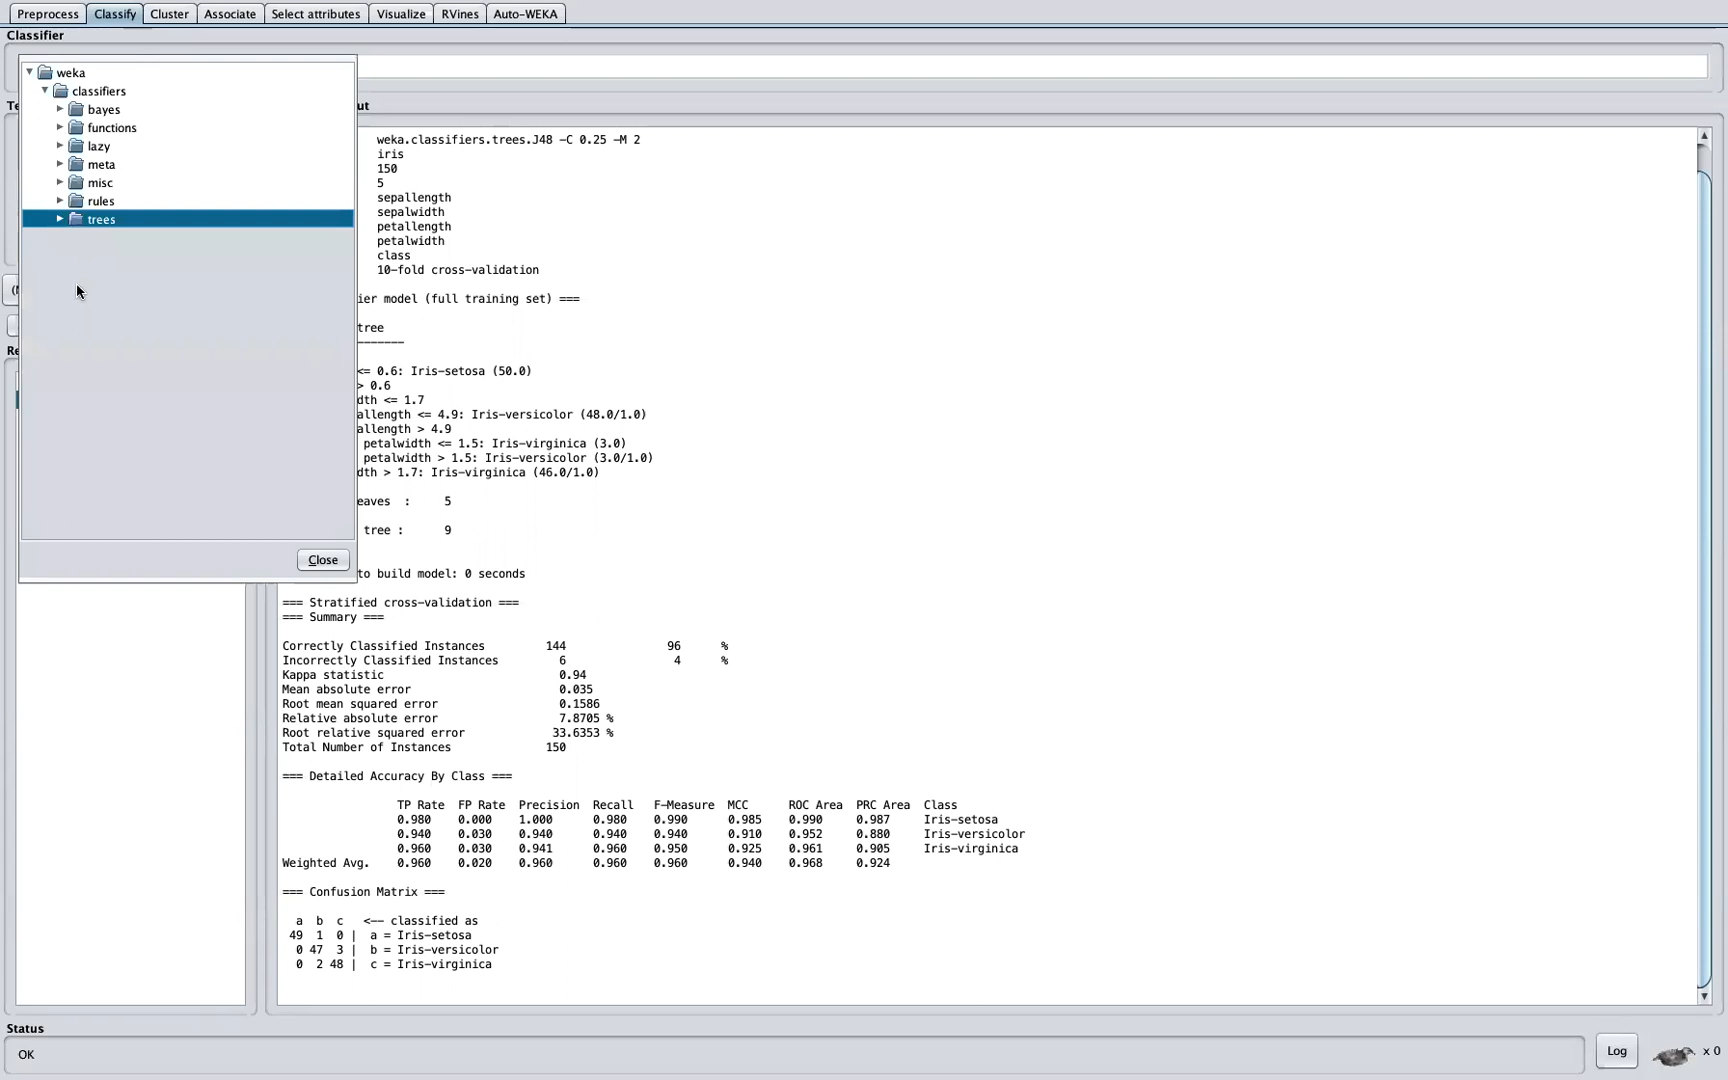 Preprocess Classify Cluster Associate Select attributes Visualize RVines Auto-WEKA
Classifier
weka
classifiers
bayes
functions
lazy
meta
misc
rules
trees
Close
weka.classifiers.trees.J48 -C 0.25 -M 2
iris
150
5
sepallength
sepalwidth
petallength
petalwidth
class
10-fold cross-validation
ier model (full training set) ===
tree
-------
<= 0.6: Iris-setosa (50.0)
> 0.6
dth <= 1.7
allength <= 4.9: Iris-versicolor (48.0/1.0)
allength > 4.9
petalwidth <= 1.5: Iris-virginica (3.0)
petalwidth > 1.5: Iris-versicolor (3.0/1.0)
dth > 1.7: Iris-virginica (46.0/1.0)
eaves : 5
tree : 9
to build model: 0 seconds
=== Stratified cross-validation ===
=== Summary ===
Correctly Classified Instances 144 96 %
Incorrectly Classified Instances 6 4 %
Kappa statistic 0.94
Mean absolute error 0.035
Root mean squared error 0.1586
Relative absolute error 7.8705 %
Root relative squared error 33.6353 %
Total Number of Instances 150
=== Detailed Accuracy By Class ===
TP Rate FP Rate Precision Recall F-Measure MCC ROC Area PRC Area Class
0.980 0.000 1.000 0.980 0.990 0.985 0.990 0.987 Iris-setosa
0.940 0.030 0.940 0.940 0.940 0.910 0.952 0.880 Iris-versicolor
0.960 0.030 0.941 0.960 0.950 0.925 0.961 0.905 Iris-virginica
Weighted Avg. 0.960 0.020 0.960 0.960 0.960 0.940 0.968 0.924
=== Confusion Matrix ===
a b c <-- classified as
49 1 0 | a = Iris-setosa
0 47 3 | b = Iris-versicolor
0 2 48 | c = Iris-virginica
Status
OK
Log
x 0